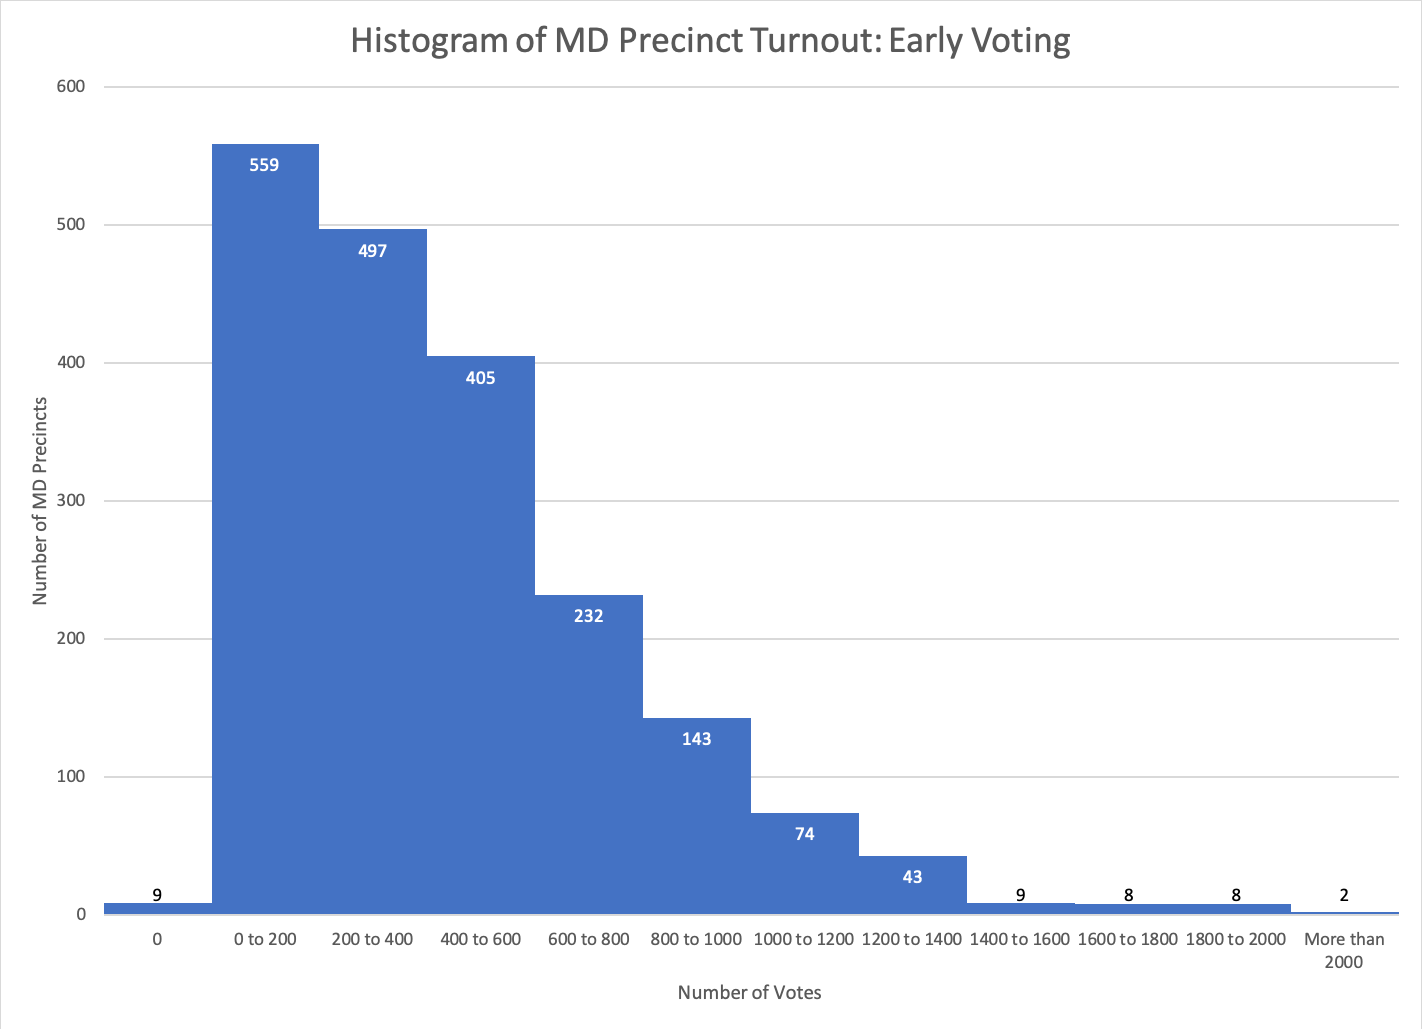 Histogram of MD Precinct Turnout: Early Voting
600
500
400
300
200
100
0
Number of MD Precincts
9
559
497
405
232
143
74
43
9
8
8
2
0
0 to 200
200 to 400
400 to 600
600 to 800
800 to 1000
1000 to 1200
1200 to 1400
1400 to 1600
1600 to 1800
1800 to 2000
More than
2000
Number of Votes